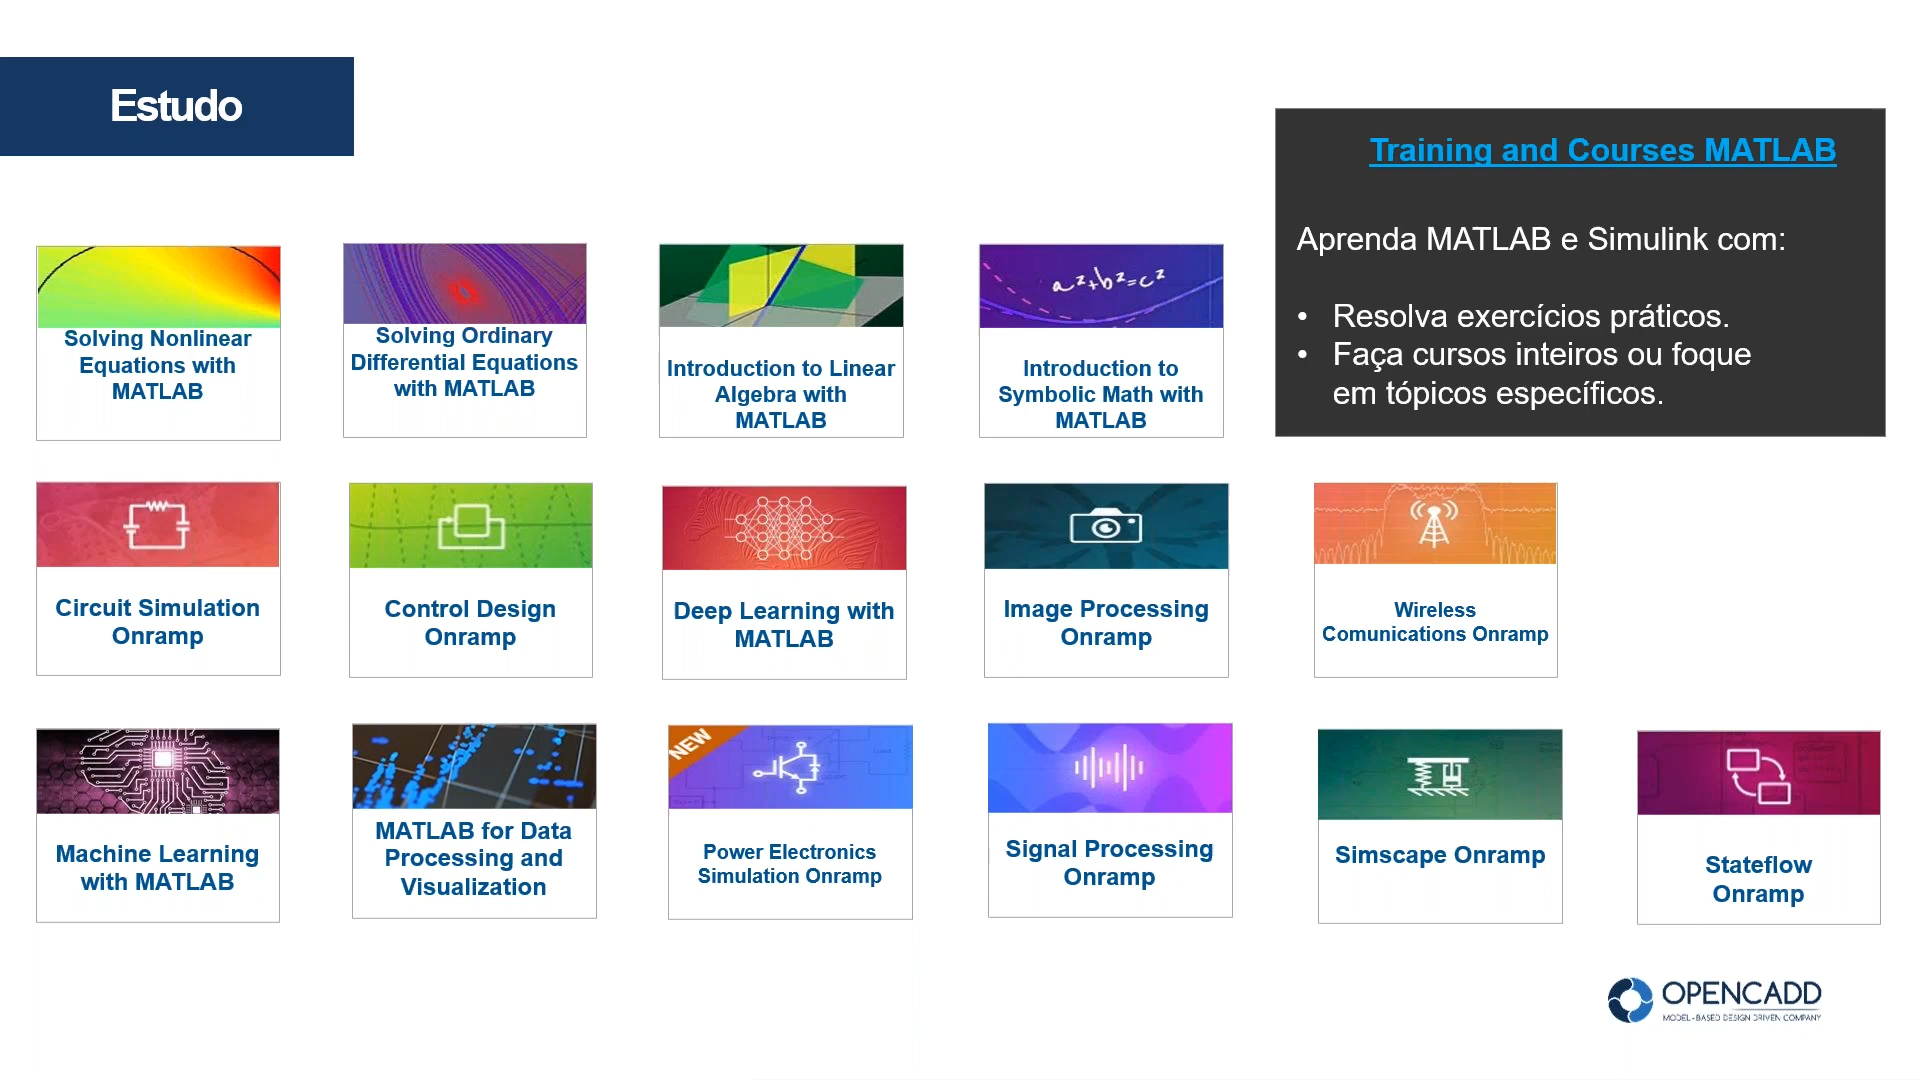 Estudo
Training and Courses MATLAB
Aprenda MATLAB e Simulink com:
• Resolva exercícios práticos.
• Faça cursos inteiros ou foque
em tópicos específicos.
Solving Nonlinear
Equations with
MATLAB
Solving Ordinary
Differential Equations
with MATLAB
Introduction to Linear
Algebra with
MATLAB
a²+b²=c²
Introduction to
Symbolic Math with
MATLAB
Circuit Simulation
Onramp
Control Design
Onramp
Deep Learning with
MATLAB
Image Processing
Onramp
Wireless
Comunications Onramp
Machine Learning
with MATLAB
MATLAB for Data
Processing and
Visualization
NEW
Power Electronics
Simulation Onramp
Signal Processing
Onramp
Simscape Onramp
Stateflow
Onramp
OPENCADD
MODEL-BASED DESIGN DRIVEN COMPANY